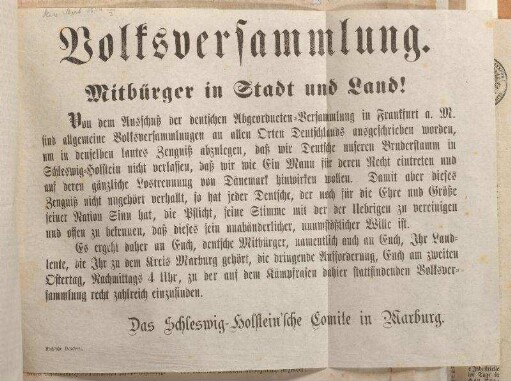 Volksversammlung.
Mitbürger in Stadt und Land!
Von dem Ausschuß der deutschen Abgeordneten-Versammlung in Frankfurt a. M.
sind allgemeine Volksversammlungen an allen Orten Deutschlands ausgeschrieben worden,
um in denselben lautes Zeugniß abzulegen, daß wir Deutsche unseren Bruderstamm in
Schleswig-Holstein nicht verlassen, daß wir wie Ein Mann für deren Recht eintreten und
auf deren gänzliche Lostrennung von Dänemark hinwirken wollen. Damit aber dieses
Zeugniß nicht ungehört verhallt, so hat jeder Deutsche, der noch für die Ehre und Größe
seiner Nation Sinn hat, die Pflicht, seine Stimme mit der der Uebrigen zu vereinigen
und offen zu bekennen, daß dieses sein unabänderlicher, unumstößlicher Wille ist.
Es ergeht daher an Euch, deutsche Mitbürger, namentlich auch an Euch, Ihr Land-
leute, die Ihr zu dem Kreis Marburg gehört, die dringende Aufforderung, Euch am zweiten
Ostertag, Nachmittags 4 Uhr, zu der auf dem Kämpfrasen dahier stattfindenden Volksver-
sammlung recht zahlreich einzufinden.
Das Schleswig-Holstein'sche Comite in Marburg.